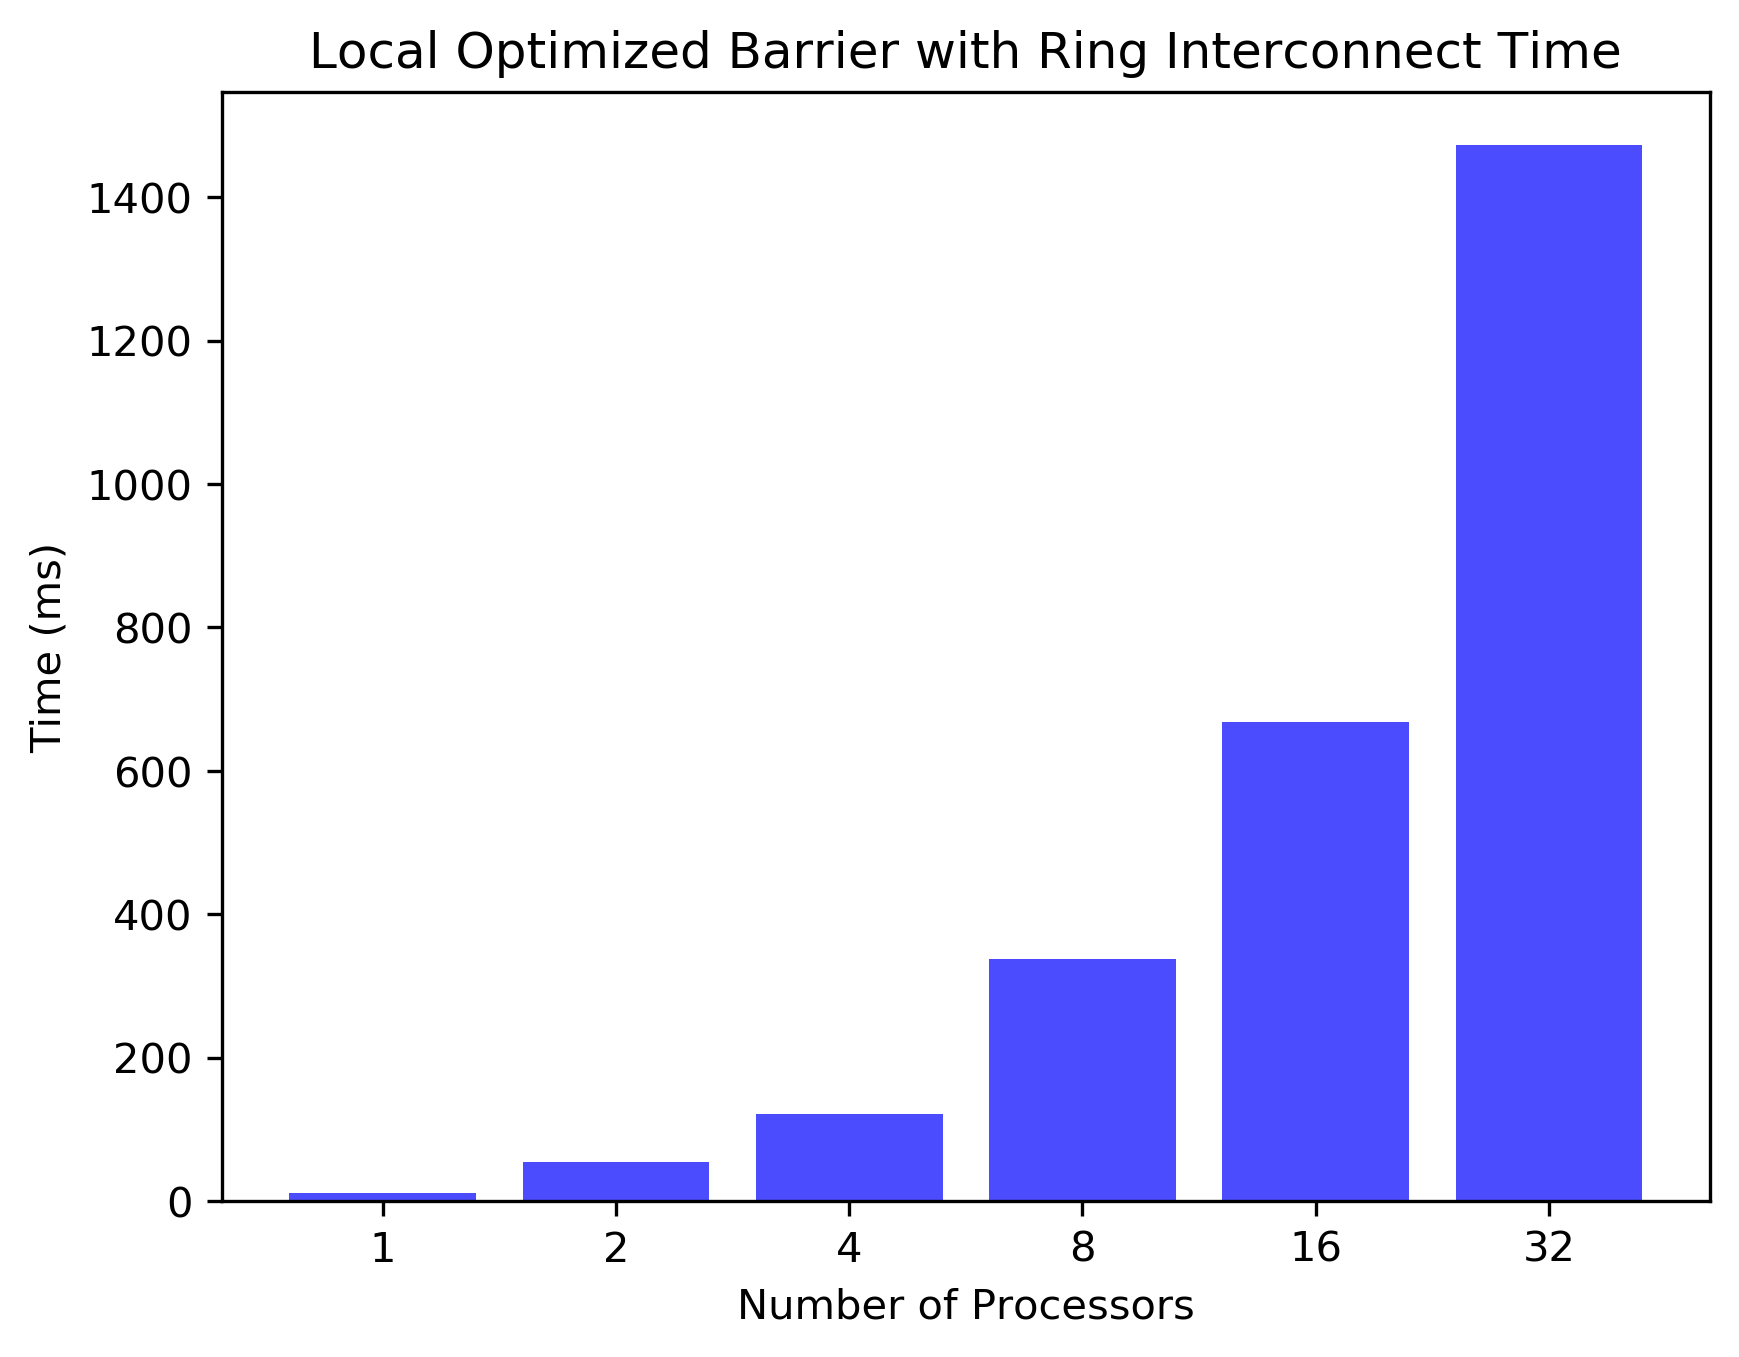 Local Optimized Barrier with Ring Interconnect Time
1400
1200
1000
800
600
400
200
0
Time (ms)
1 2 4 8 16 32
Number of Processors